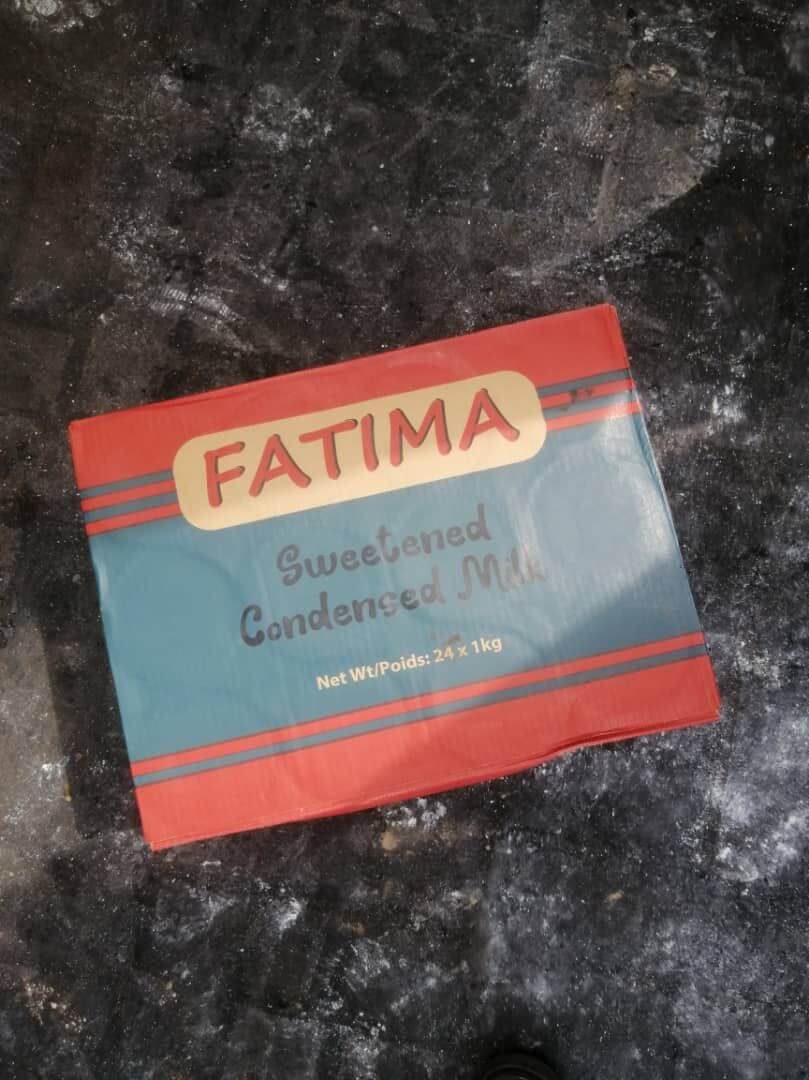 FATIMA
Sweetened
Condensed Milk
Net Wt/Poids: 24 x 1kg